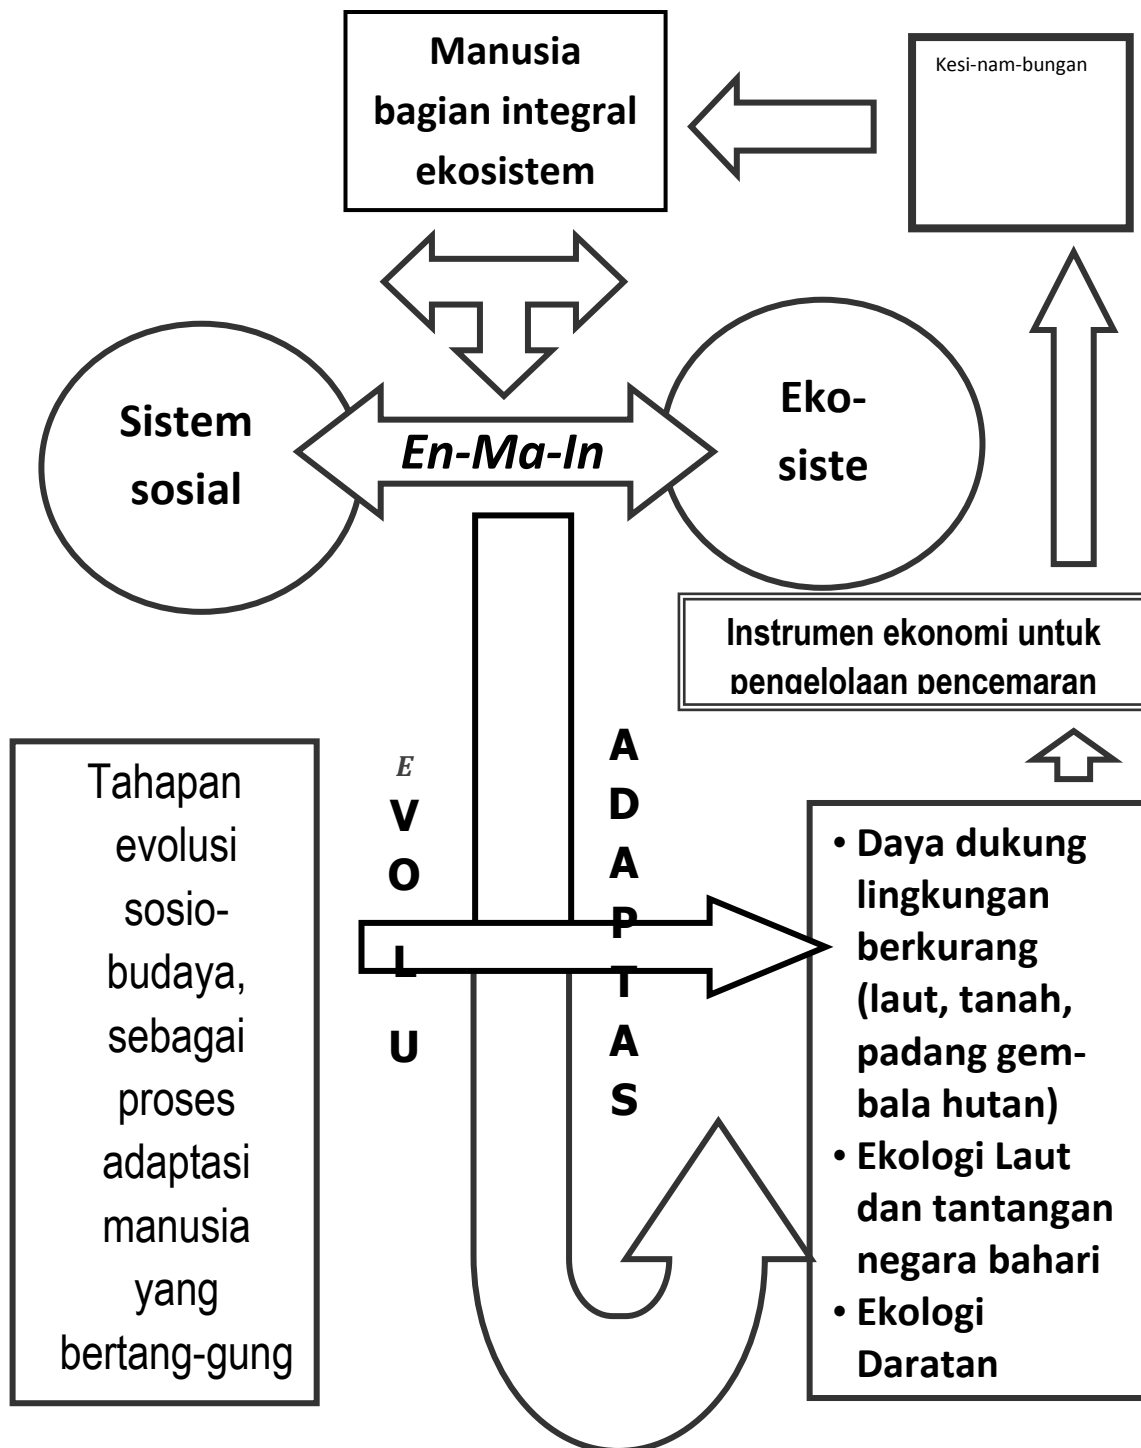 Manusia
bagian integral
ekosistem
Kesi-nam-bungan
Sistem
sosial
En-Ma-In
Eko-
siste
Instrumen ekonomi untuk
pengelolaan pencemaran
Tahapan
evolusi
sosio-
budaya,
sebagai
proses
adaptasi
manusia
yang
bertang-gung
E
V
O
L
U
A
D
A
P
T
A
S
• Daya dukung
lingkungan
berkurang
(laut, tanah,
padang gem-
bala hutan)
• Ekologi Laut
dan tantangan
negara bahari
• Ekologi
Daratan